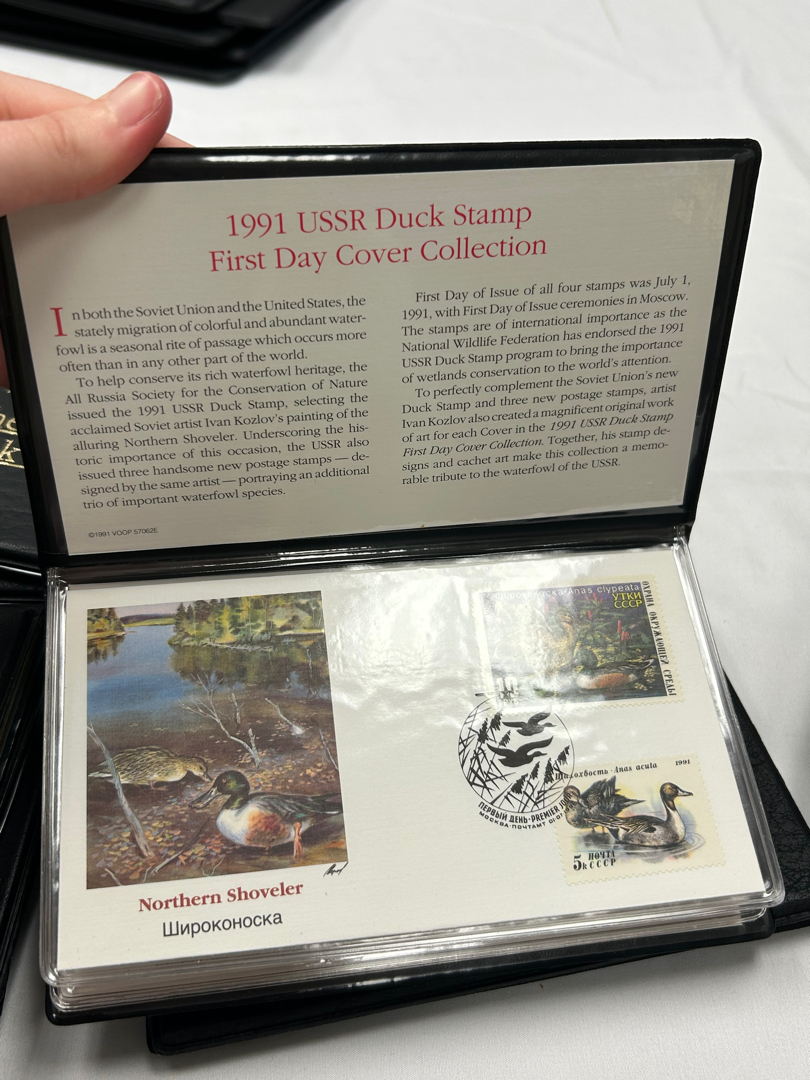 1991 USSR Duck Stamp
First Day Cover Collection
In both the Soviet Union and the United States, the
stately migration of colorful and abundant water-
fowl is a seasonal rite of passage which occurs more
often than in any other part of the world.
To help conserve its rich waterfowl heritage, the
All Russia Society for the Conservation of Nature
issued the 1991 USSR Duck Stamp, selecting the
acclaimed Soviet artist Ivan Kozlov's painting of the
alluring Northern Shoveler. Underscoring the his-
toric importance of this occasion, the USSR also
issued three handsome new postage stamps — de-
signed by the same artist — portraying an additional
trio of important waterfowl species.
©1991 VOOP 57062E
First Day of Issue of all four stamps was July 1,
1991, with First Day of Issue ceremonies in Moscow.
The stamps are of international importance as the
National Wildlife Federation has endorsed the 1991
USSR Duck Stamp program to bring the importance
of wetlands conservation to the world's attention.
To perfectly complement the Soviet Union's new
Duck Stamp and three new postage stamps, artist
Ivan Kozlov also created a magnificent original work
of art for each Cover in the 1991 USSR Duck Stamp
First Day Cover Collection. Together, his stamp de-
signs and cachet art make this collection a memo-
rable tribute to the waterfowl of the USSR.
Anas clypeata
УТКИ
СССР
ОХРАНА ОКРУЖАЮЩЕЙ СРЕДЫ
ПЕРВЫЙ ДЕНЬ·PREMIER
МОСКВА·ПОЧТАМТ
Anas acuta 1991
5к ПОЧТА
СССР
Northern Shoveler
Широконоска